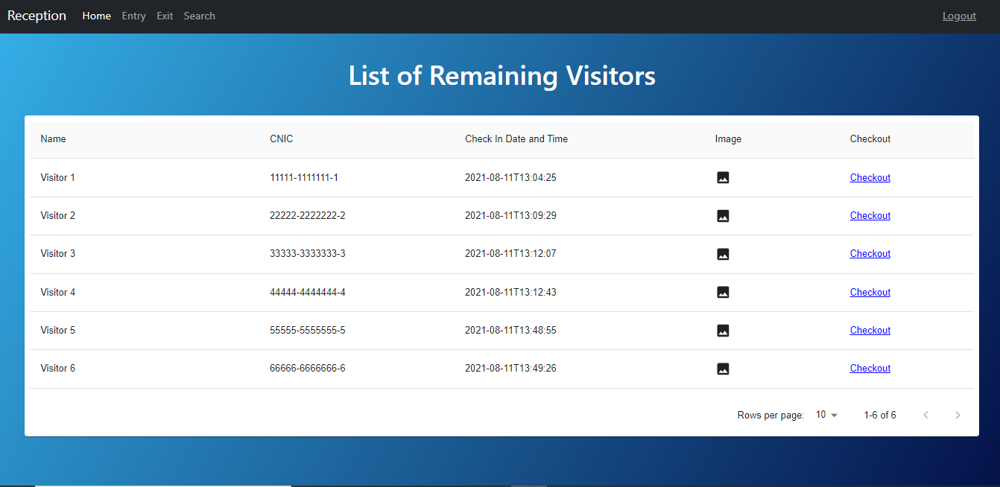 Reception Home Entry Exit Search Logout
List of Remaining Visitors
Name CNIC Check In Date and Time Image Checkout
Visitor 1 11111-1111111-1 2021-08-11T13:04:25 Checkout
Visitor 2 22222-2222222-2 2021-08-11T13:09:29 Checkout
Visitor 3 33333-3333333-3 2021-08-11T13:12:07 Checkout
Visitor 4 44444-4444444-4 2021-08-11T13:12:43 Checkout
Visitor 5 55555-5555555-5 2021-08-11T13:48:55 Checkout
Visitor 6 66666-6666666-6 2021-08-11T13:49:26 Checkout
Rows per page: 10 1-6 of 6